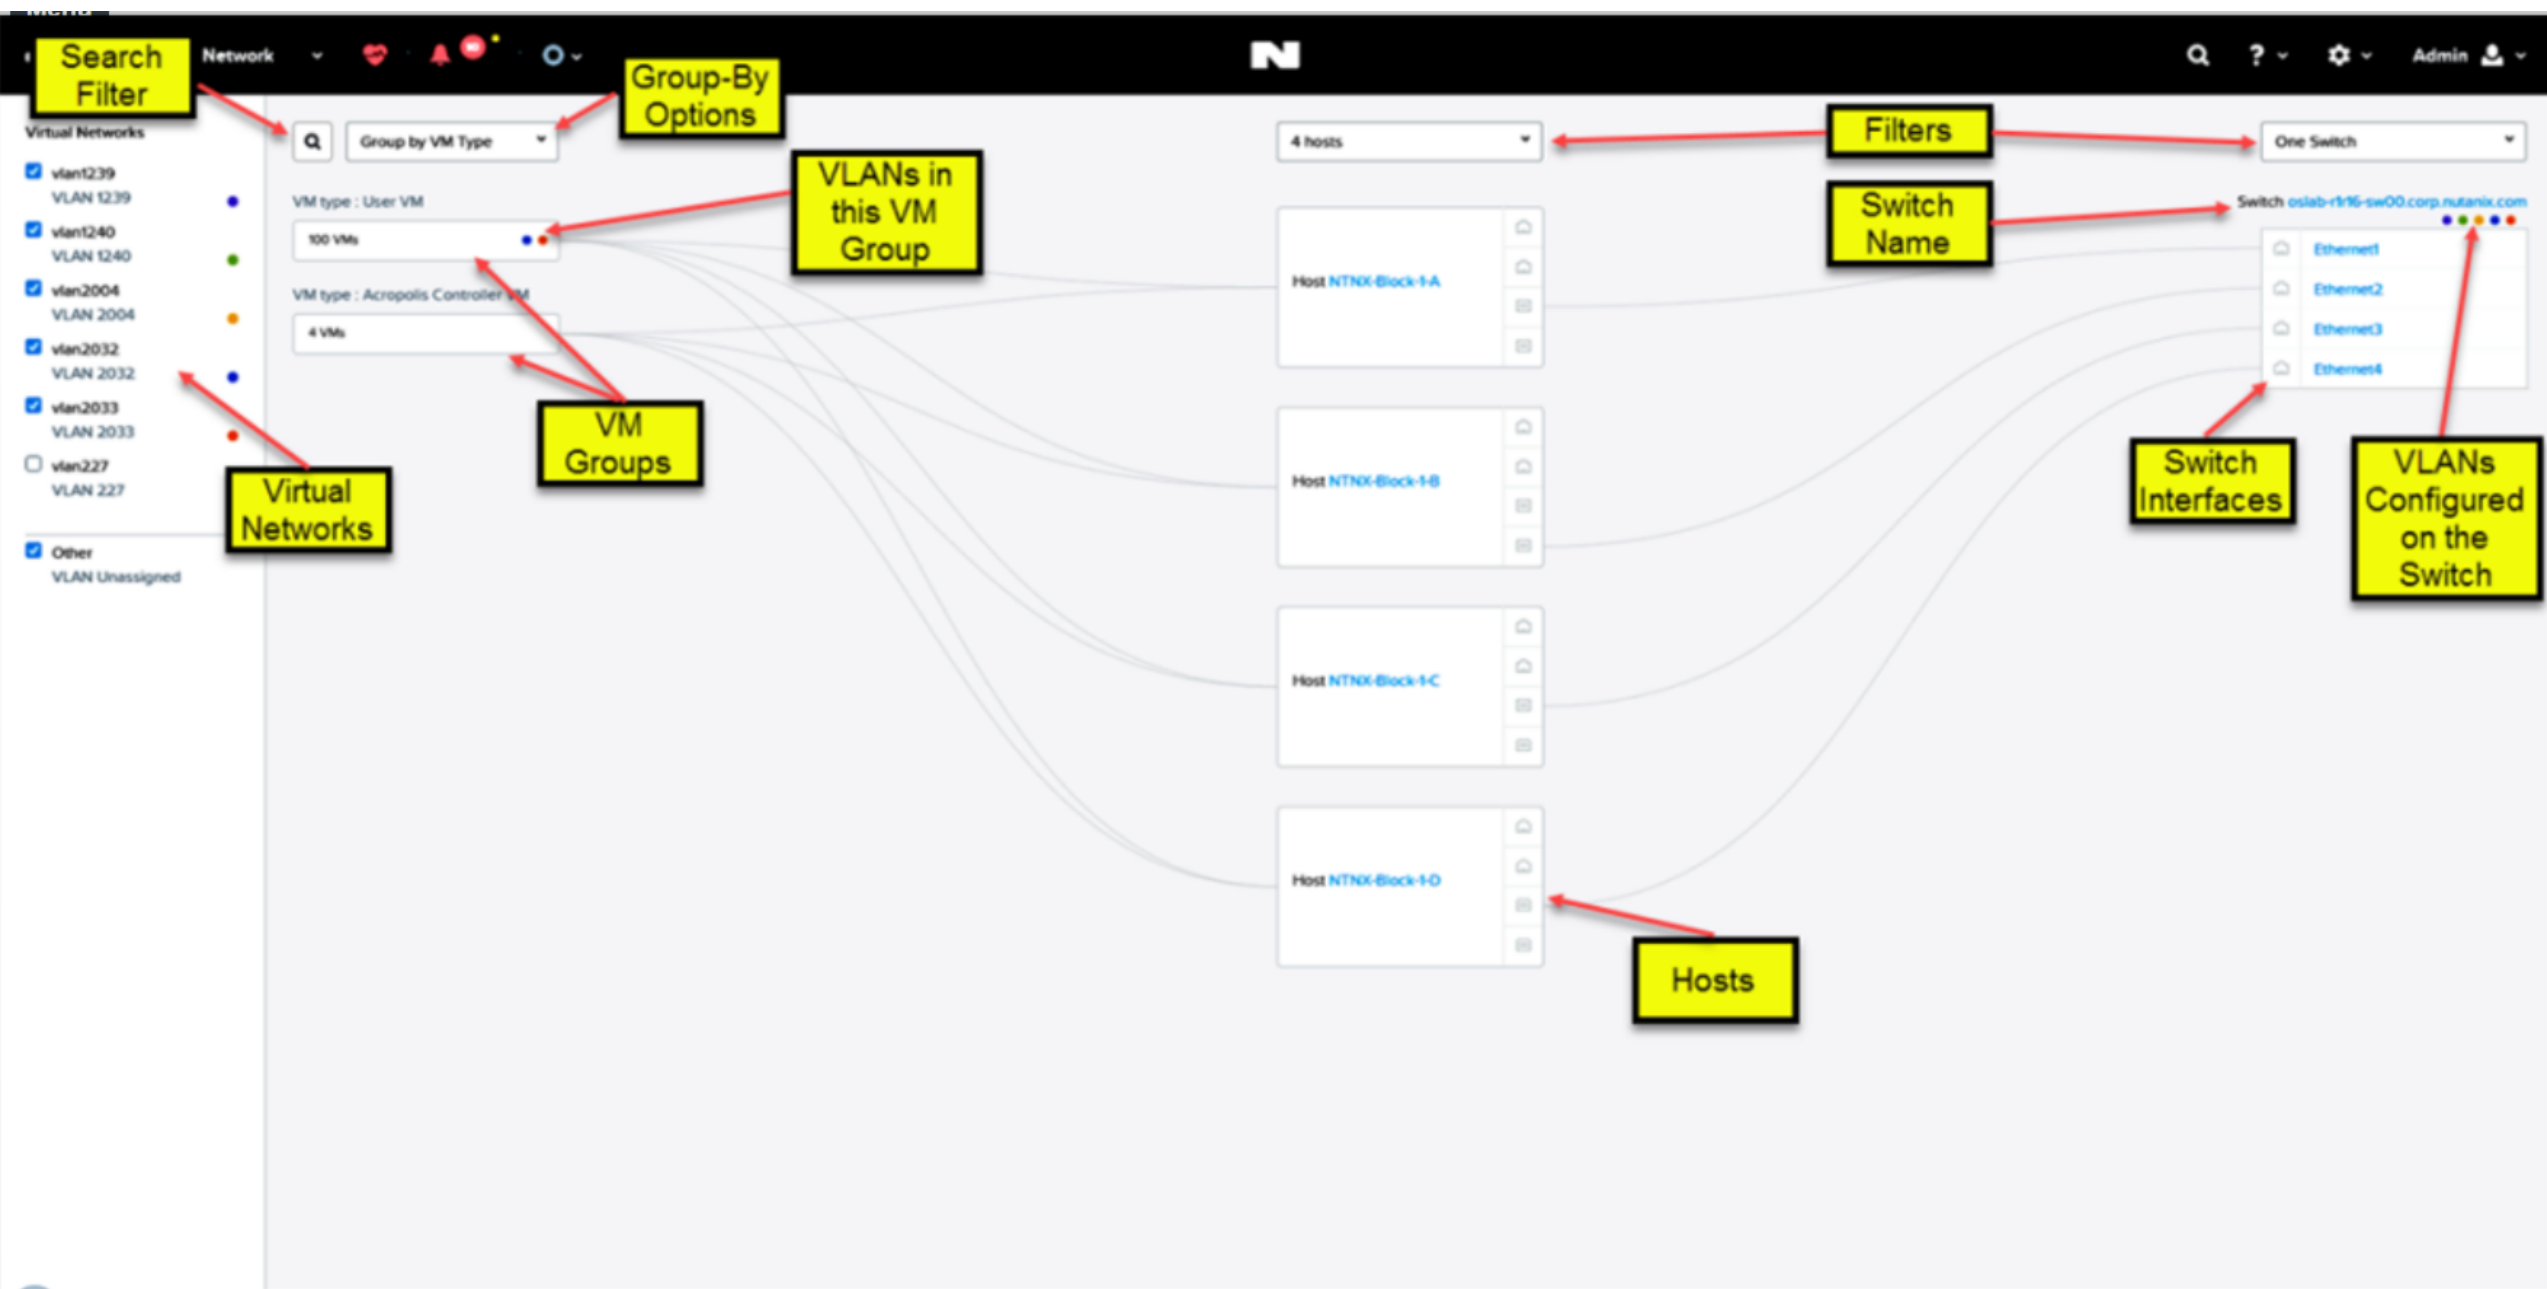 Menu
Search
Filter
Network
Group-By
Options
? Admin
Virtual Networks
Group by VM Type
4 hosts
Filters
One Switch
vlan1239
VLAN 1239
vlan1240
VLAN 1240
vlan2004
VLAN 2004
vlan2032
VLAN 2032
vlan2033
VLAN 2033
vlan227
VLAN 227
Other
VLAN Unassigned
Virtual
Networks
VM type : User VM
100 VMs
VM type : Acropolis Controller VM
4 VMs
VM
Groups
VLANs in
this VM
Group
Host NTNX-Block-1-A
Host NTNX-Block-1-B
Host NTNX-Block-1-C
Host NTNX-Block-1-D
Hosts
Switch
Name
Switch oslab-r1r16-sw00.corp.nutanix.com
Ethernet1
Ethernet2
Ethernet3
Ethernet4
Switch
Interfaces
VLANs
Configured
on the
Switch